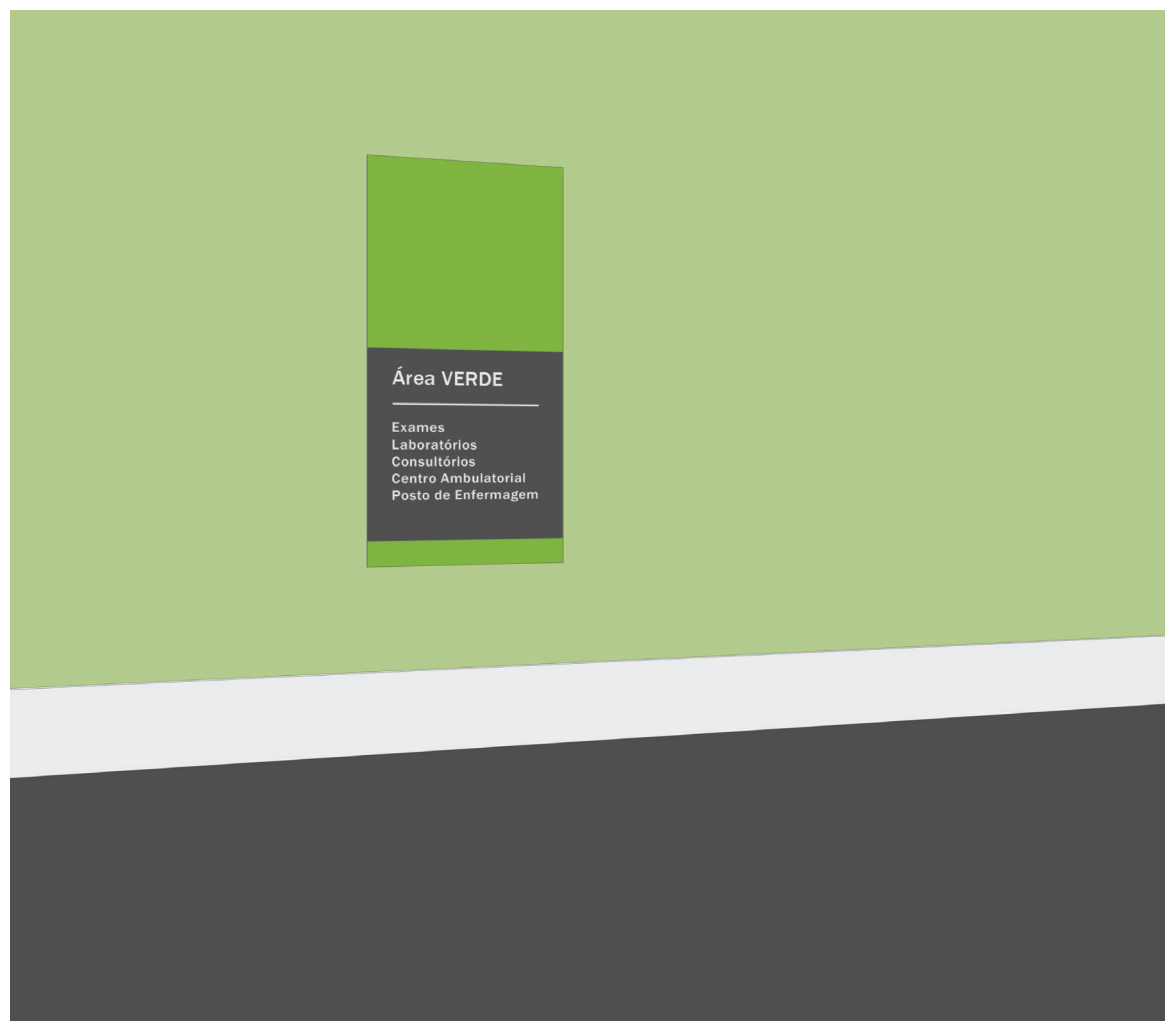 Área VERDE
Exames
Laboratórios
Consultórios
Centro Ambulatorial
Posto de Enfermagem